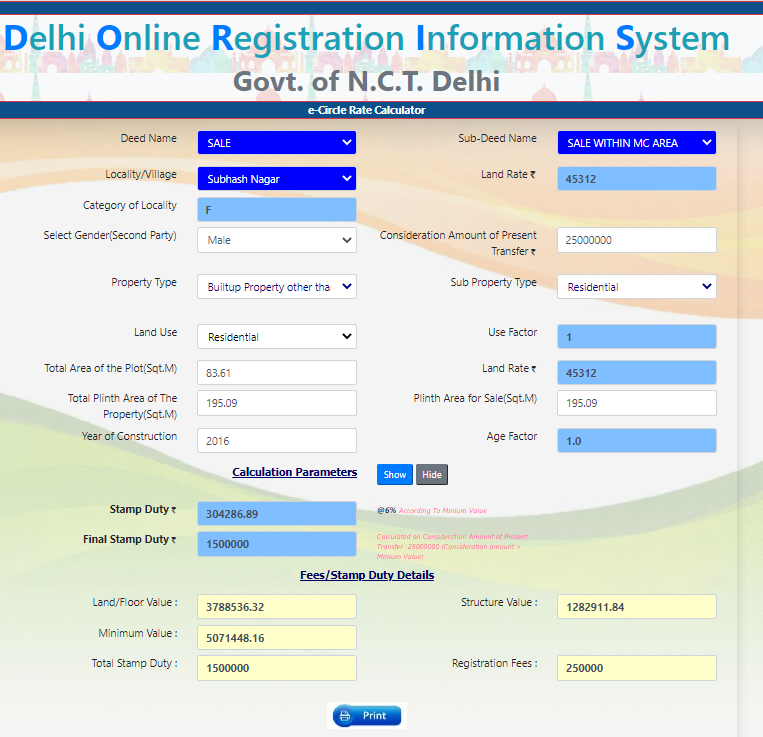 Delhi Online Registration Information System
Govt. of N.C.T. Delhi
e-Circle Rate Calculator
Deed Name SALE Sub-Deed Name SALE WITHIN MC AREA
Locality/Village Subhash Nagar Land Rate ₹ 45312
Category of Locality F
Select Gender(Second Party) Male Consideration Amount of Present
Transfer ₹ 25000000
Property Type Builtup Property other tha Sub Property Type Residential
Land Use Residential Use Factor 1
Total Area of the Plot(Sqt.M) 83.61 Land Rate ₹ 45312
Total Plinth Area of The
Property(Sqt.M) 195.09 Plinth Area for Sale(Sqt.M) 195.09
Year of Construction 2016 Age Factor 1.0
Calculation Parameters Show Hide
Stamp Duty ₹ 304286.89 @6% According To Minium Value
Final Stamp Duty ₹ 1500000 Calculated on Consideration Amount of Present
Transfer 25000000 (Consideration amount >
Minium Value)
Fees/Stamp Duty Details
Land/Floor Value : 3788536.32 Structure Value : 1282911.84
Minimum Value : 5071448.16
Total Stamp Duty : 1500000 Registration Fees : 250000
Print